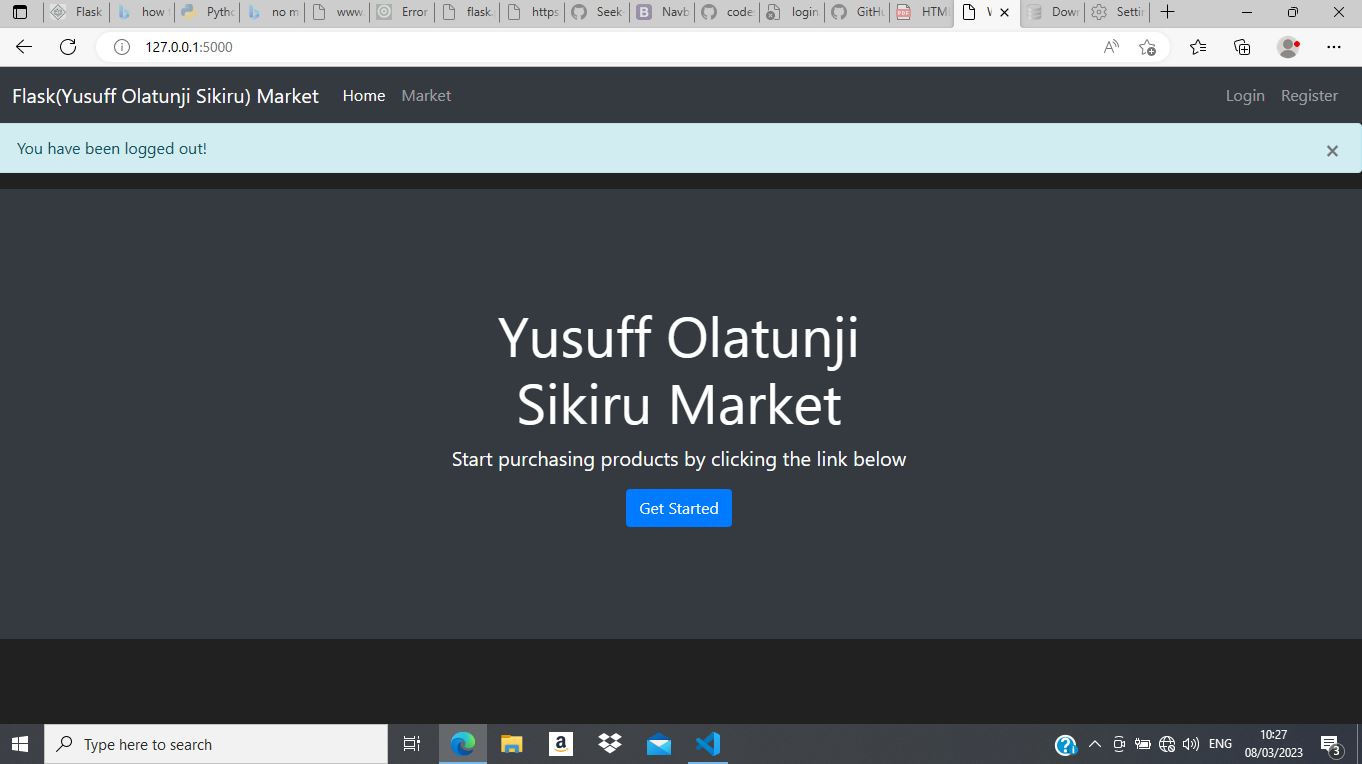 Flask
how
Pytho
no m
www.
Error
flask.
https
Seek-
Navb
code
login
GitHu
HTML
W
Dow
Settin
127.0.0.1:5000
Flask(Yusuff Olatunji Sikiru) Market Home Market Login Register
You have been logged out! ×
Yusuff Olatunji
Sikiru Market
Start purchasing products by clicking the link below
Get Started
Type here to search
ENG
10:27
08/03/2023
3